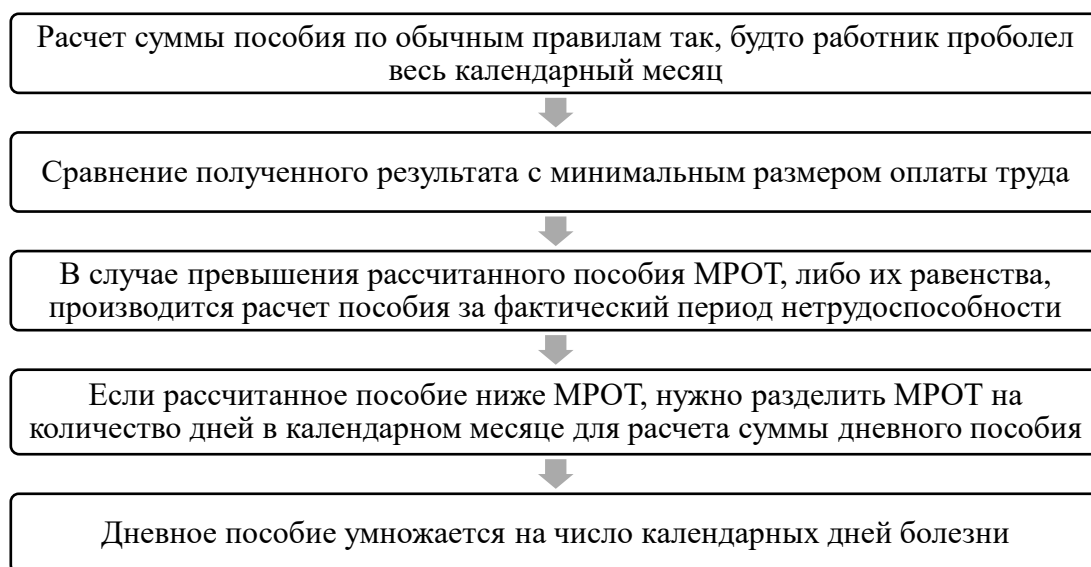 Расчет суммы пособия по обычным правилам так, будто работник проболел
весь календарный месяц
Сравнение полученного результата с минимальным размером оплаты труда
В случае превышения рассчитанного пособия МРОТ, либо их равенства,
производится расчет пособия за фактический период нетрудоспособности
Если рассчитанное пособие ниже МРОТ, нужно разделить МРОТ на
количество дней в календарном месяце для расчета суммы дневного пособия
Дневное пособие умножается на число календарных дней болезни